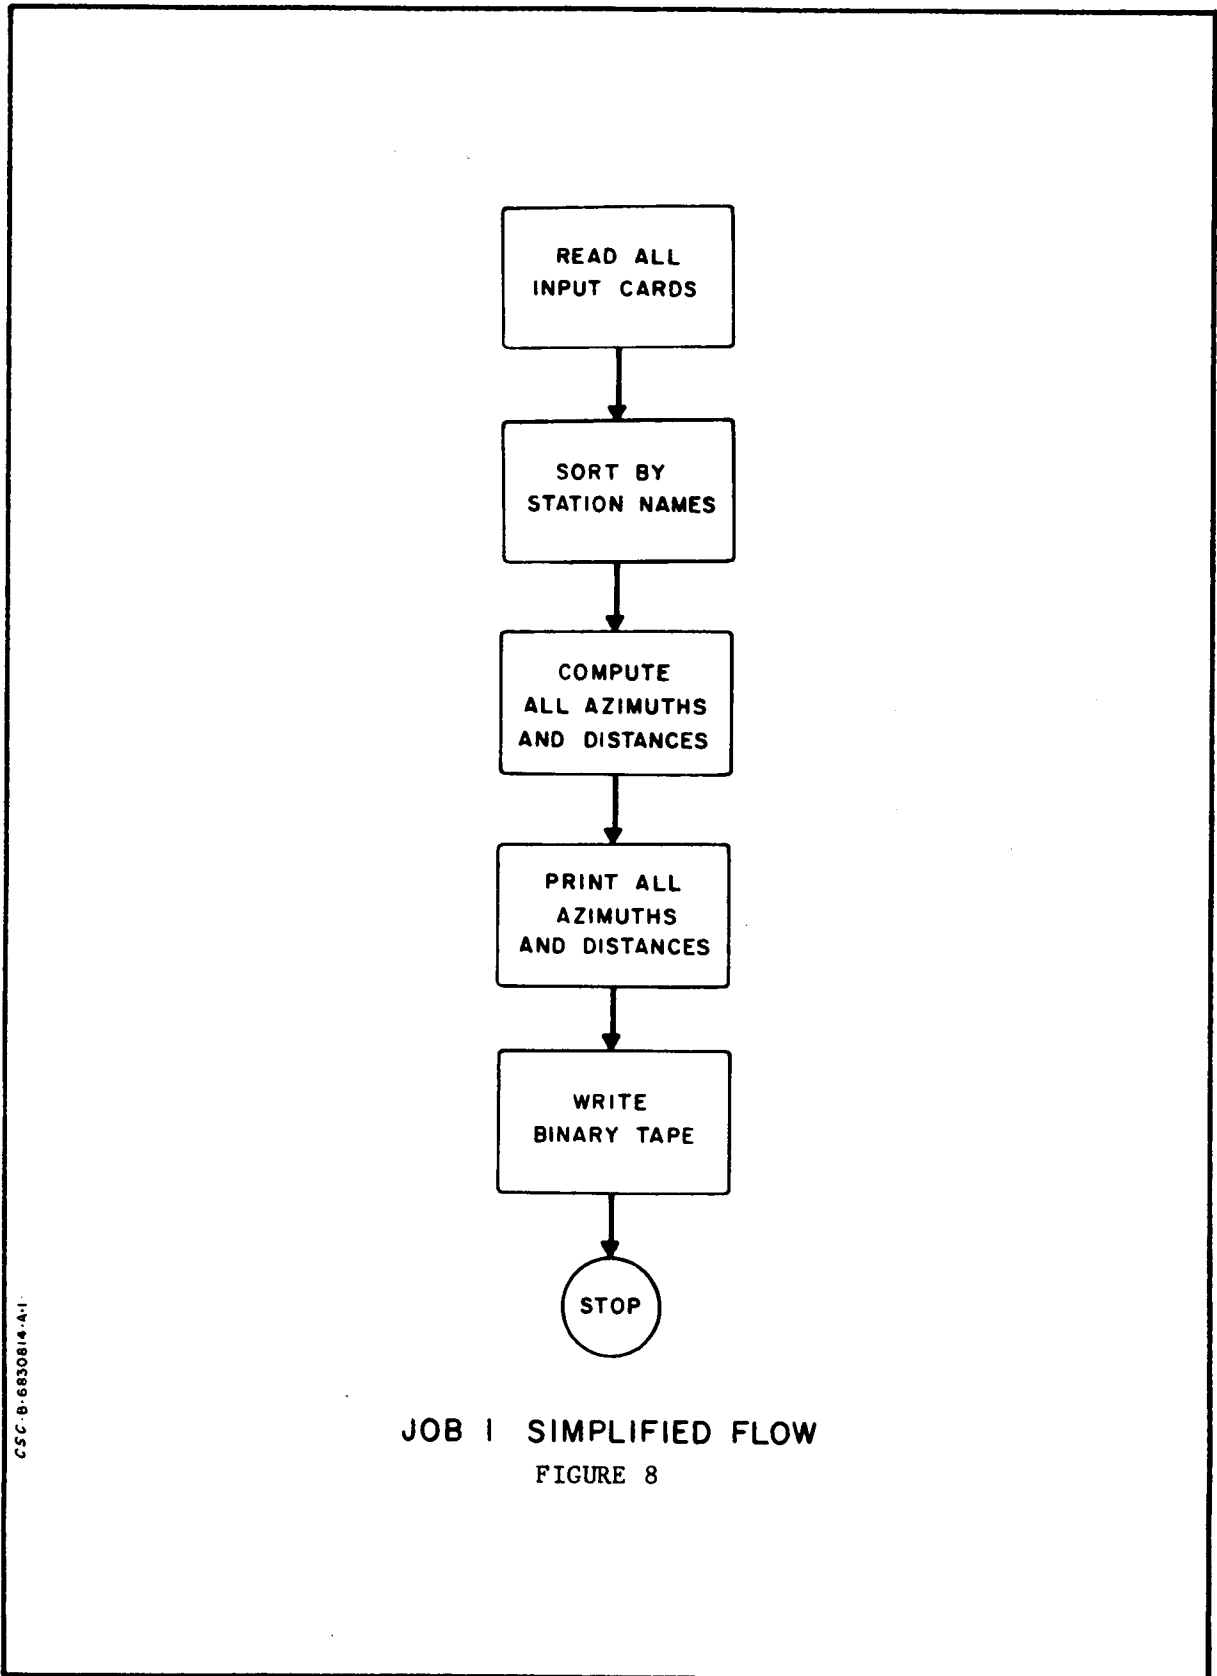 READ ALL
INPUT CARDS
SORT BY
STATION NAMES
COMPUTE
ALL AZIMUTHS
AND DISTANCES
PRINT ALL
AZIMUTHS
AND DISTANCES
WRITE
BINARY TAPE
STOP
CSC-B-6830814-A-1
JOB 1 SIMPLIFIED FLOW
FIGURE 8